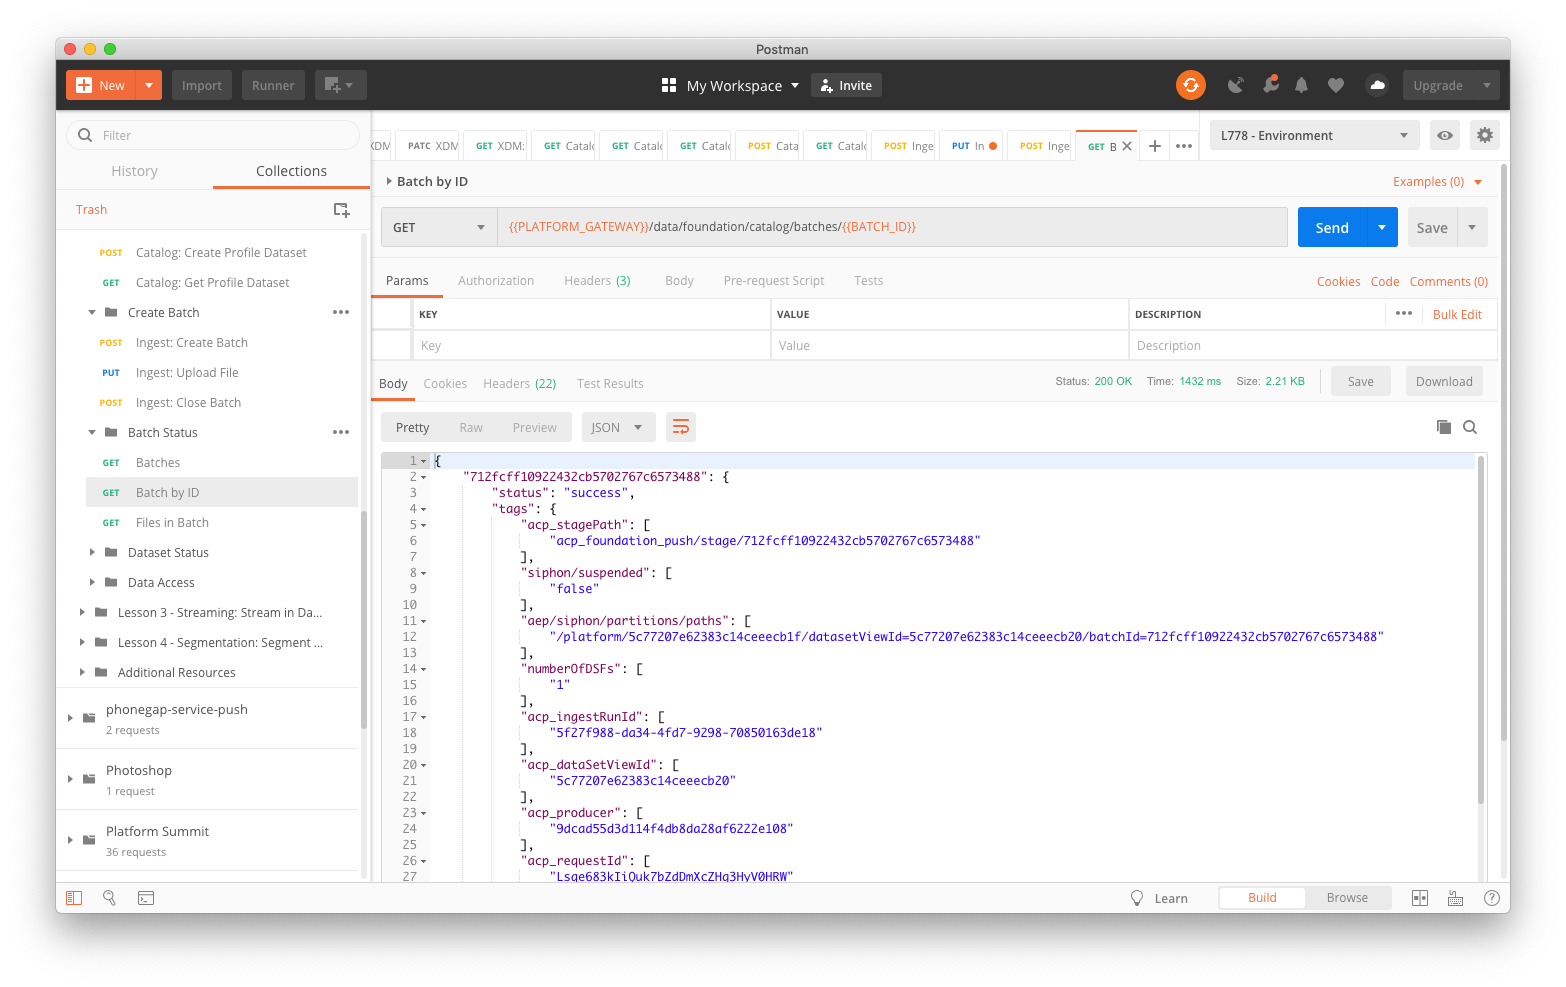 Postman
New
Import
Runner
My Workspace
Invite
Upgrade
Filter
History
Collections
Trash
POST Catalog: Create Profile Dataset
GET Catalog: Get Profile Dataset
Create Batch
POST Ingest: Create Batch
PUT Ingest: Upload File
POST Ingest: Close Batch
Batch Status
GET Batches
GET Batch by ID
GET Files in Batch
Dataset Status
Data Access
Lesson 3 - Streaming: Stream in Da...
Lesson 4 - Segmentation: Segment ...
Additional Resources
phonegap-service-push
2 requests
Photoshop
1 request
Platform Summit
36 requests
XDM PATC XDM GET XDM: GET Catalo GET Catalo GET Catalo POST Cata GET Catalo POST Inge PUT In POST Inge GET B
L778 - Environment
Batch by ID
Examples (0)
GET
{{PLATFORM_GATEWAY}}/data/foundation/catalog/batches/{{BATCH_ID}}
Send
Save
Params Authorization Headers (3) Body Pre-request Script Tests
Cookies Code Comments (0)
KEY VALUE DESCRIPTION
Bulk Edit
Key Value Description
Body Cookies Headers (22) Test Results
Status: 200 OK Time: 1432 ms Size: 2.21 KB
Save Download
Pretty Raw Preview JSON
1 {
2 "712fcff10922432cb5702767c6573488": {
3 "status": "success",
4 "tags": {
5 "acp_stagePath": [
6 "acp_foundation_push/stage/712fcff10922432cb5702767c6573488"
7 ],
8 "siphon/suspended": [
9 "false"
10 ],
11 "aep/siphon/partitions/paths": [
12 "/platform/5c77207e62383c14ceeecb1f/datasetViewId=5c77207e62383c14ceeecb20/batchId=712fcff10922432cb5702767c6573488"
13 ],
14 "numberOfDSFs": [
15 "1"
16 ],
17 "acp_ingestRunId": [
18 "5f27f988-da34-4fd7-9298-70850163de18"
19 ],
20 "acp_dataSetViewId": [
21 "5c77207e62383c14ceeecb20"
22 ],
23 "acp_producer": [
24 "9dcad55d3d114f4db8da28af6222e108"
25 ],
26 "acp_requestId": [
27
Learn
Build
Browse